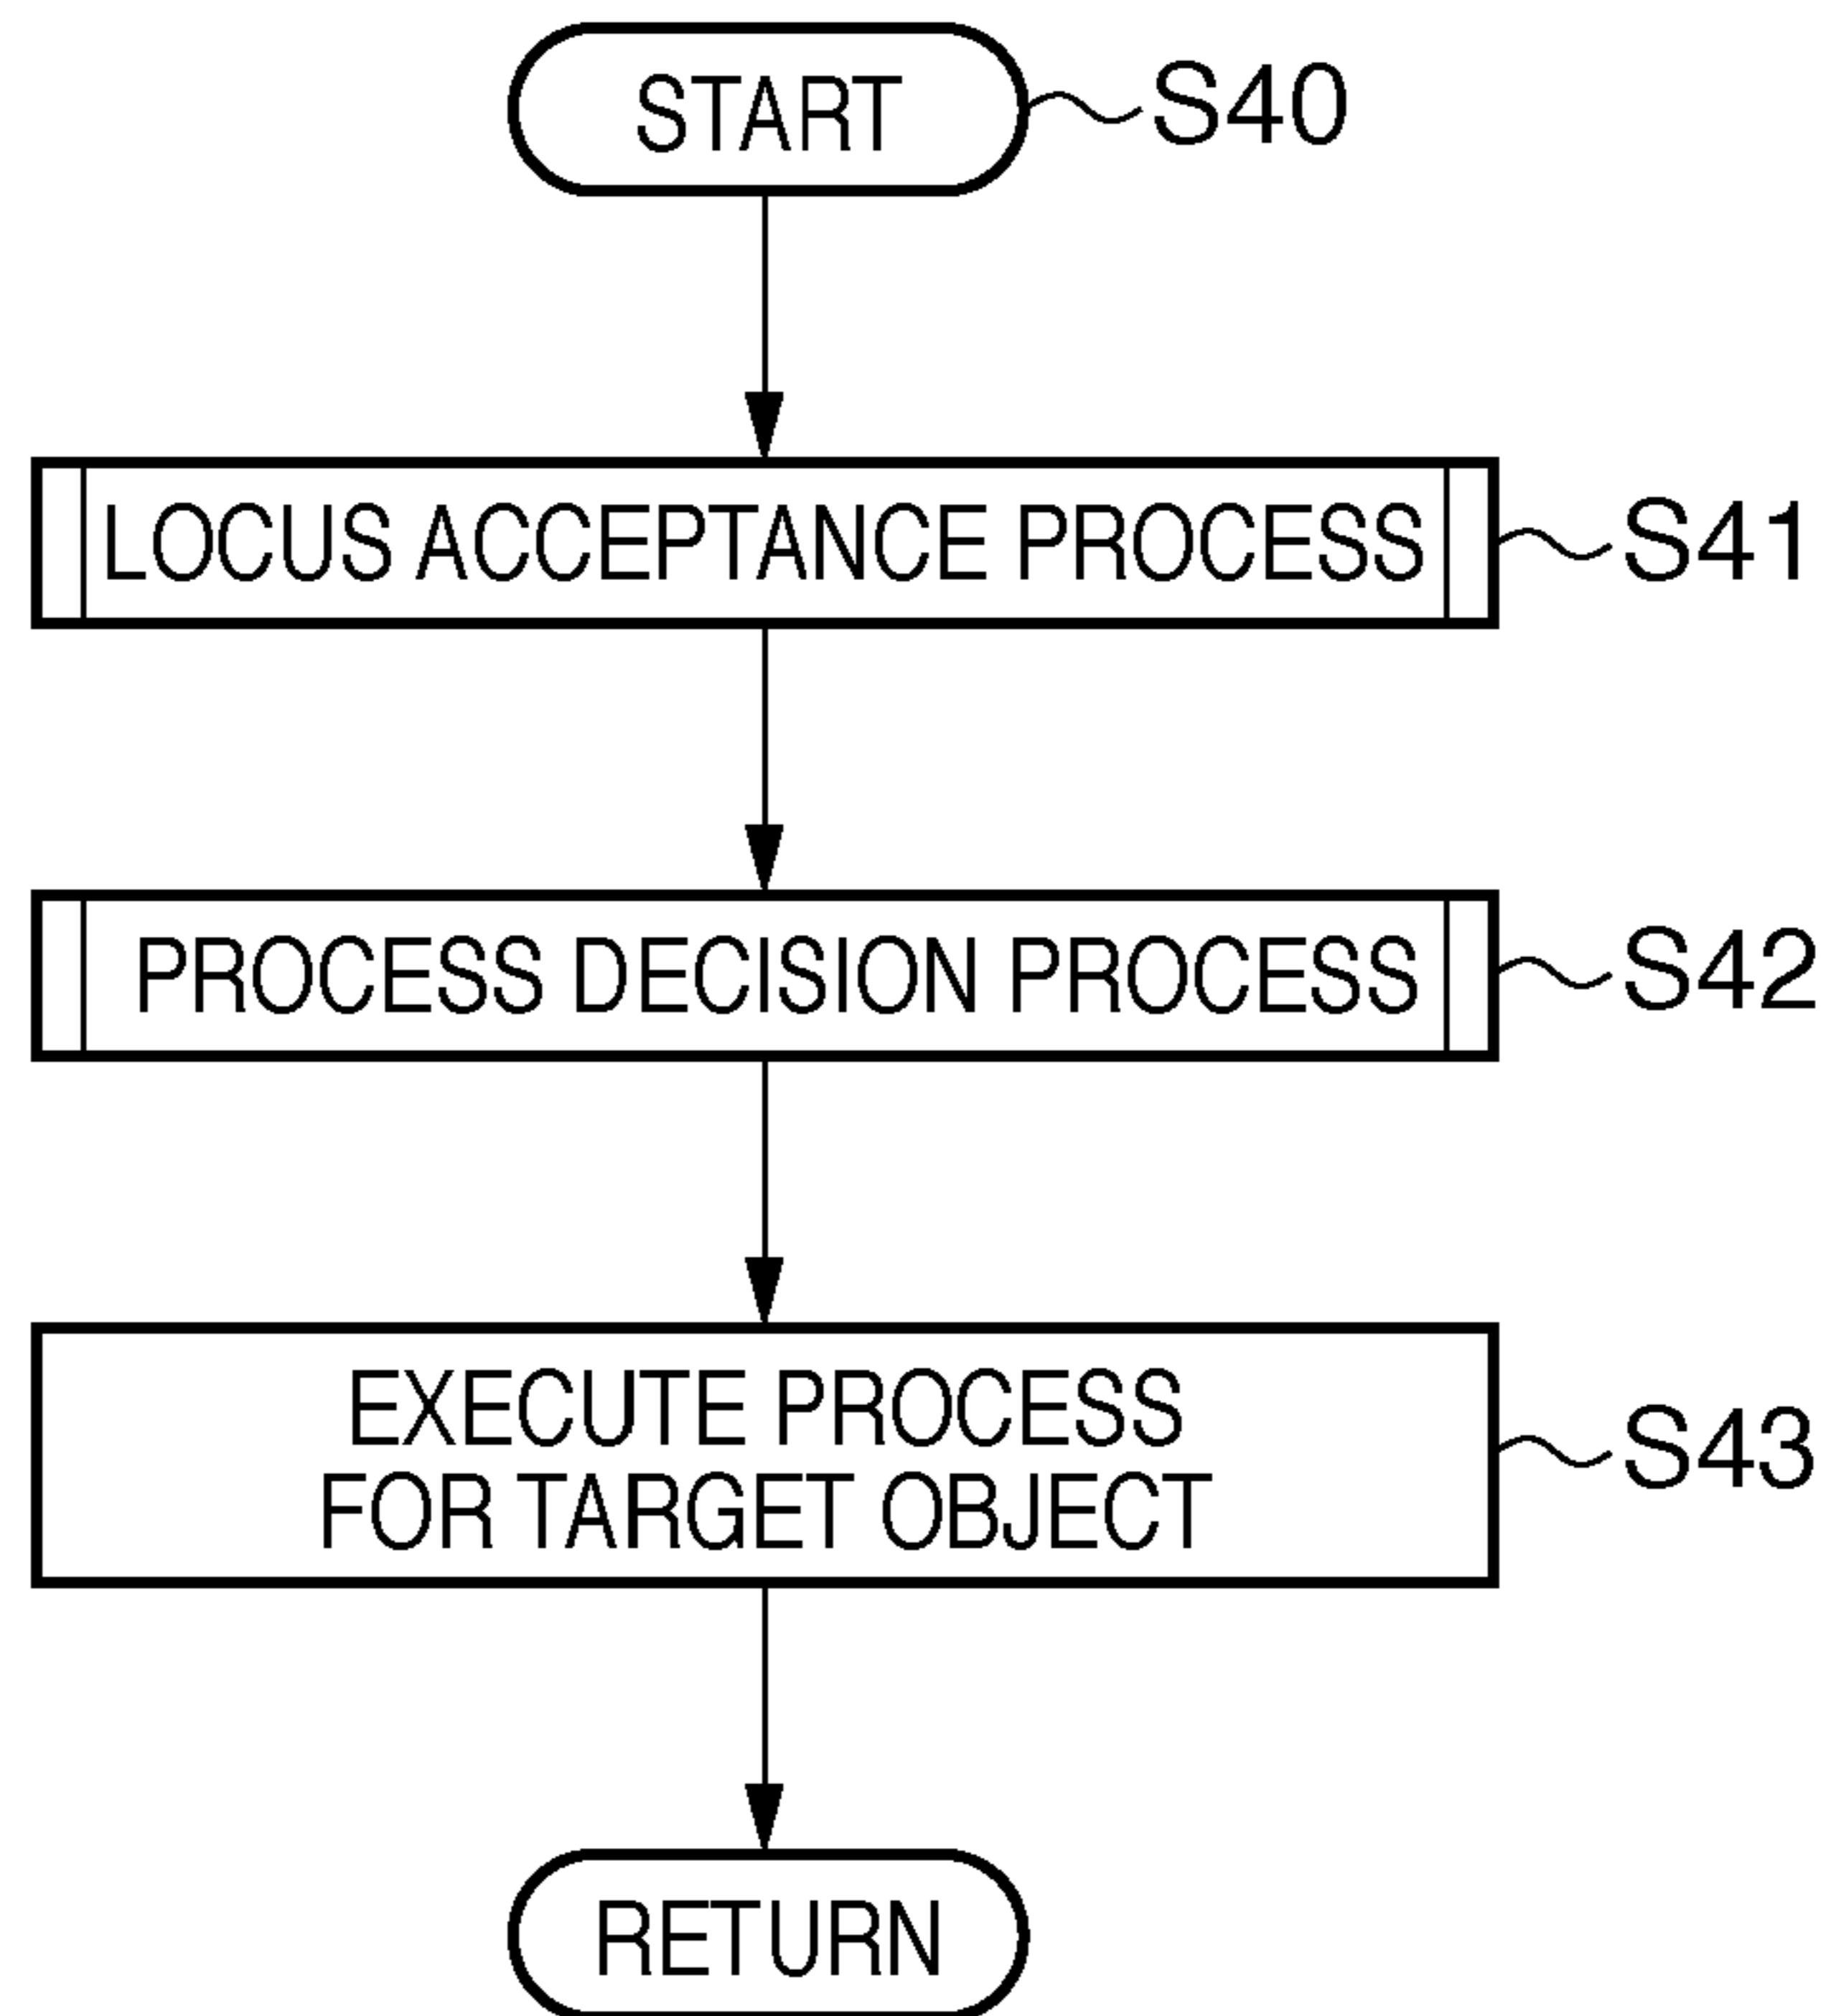 START
S40
LOCUS ACCEPTANCE PROCESS
S41
PROCESS DECISION PROCESS
S42
EXECUTE PROCESS
FOR TARGET OBJECT
S43
RETURN